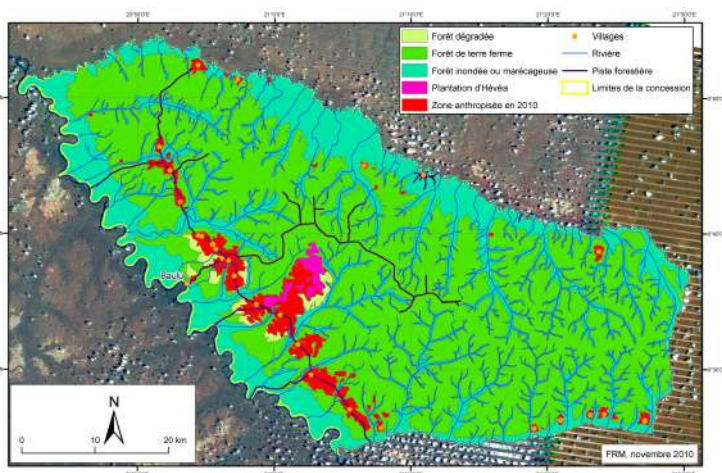 Forêt dégradée
Forêt de terre ferme
Forêt inondée ou marécageuse
Plantation d'Hévéa
Zone anthropisée en 2010
Villages
Rivière
Piste forestière
Limites de la concession
Baulu
N
0 10 20 km
FRM, novembre 2010